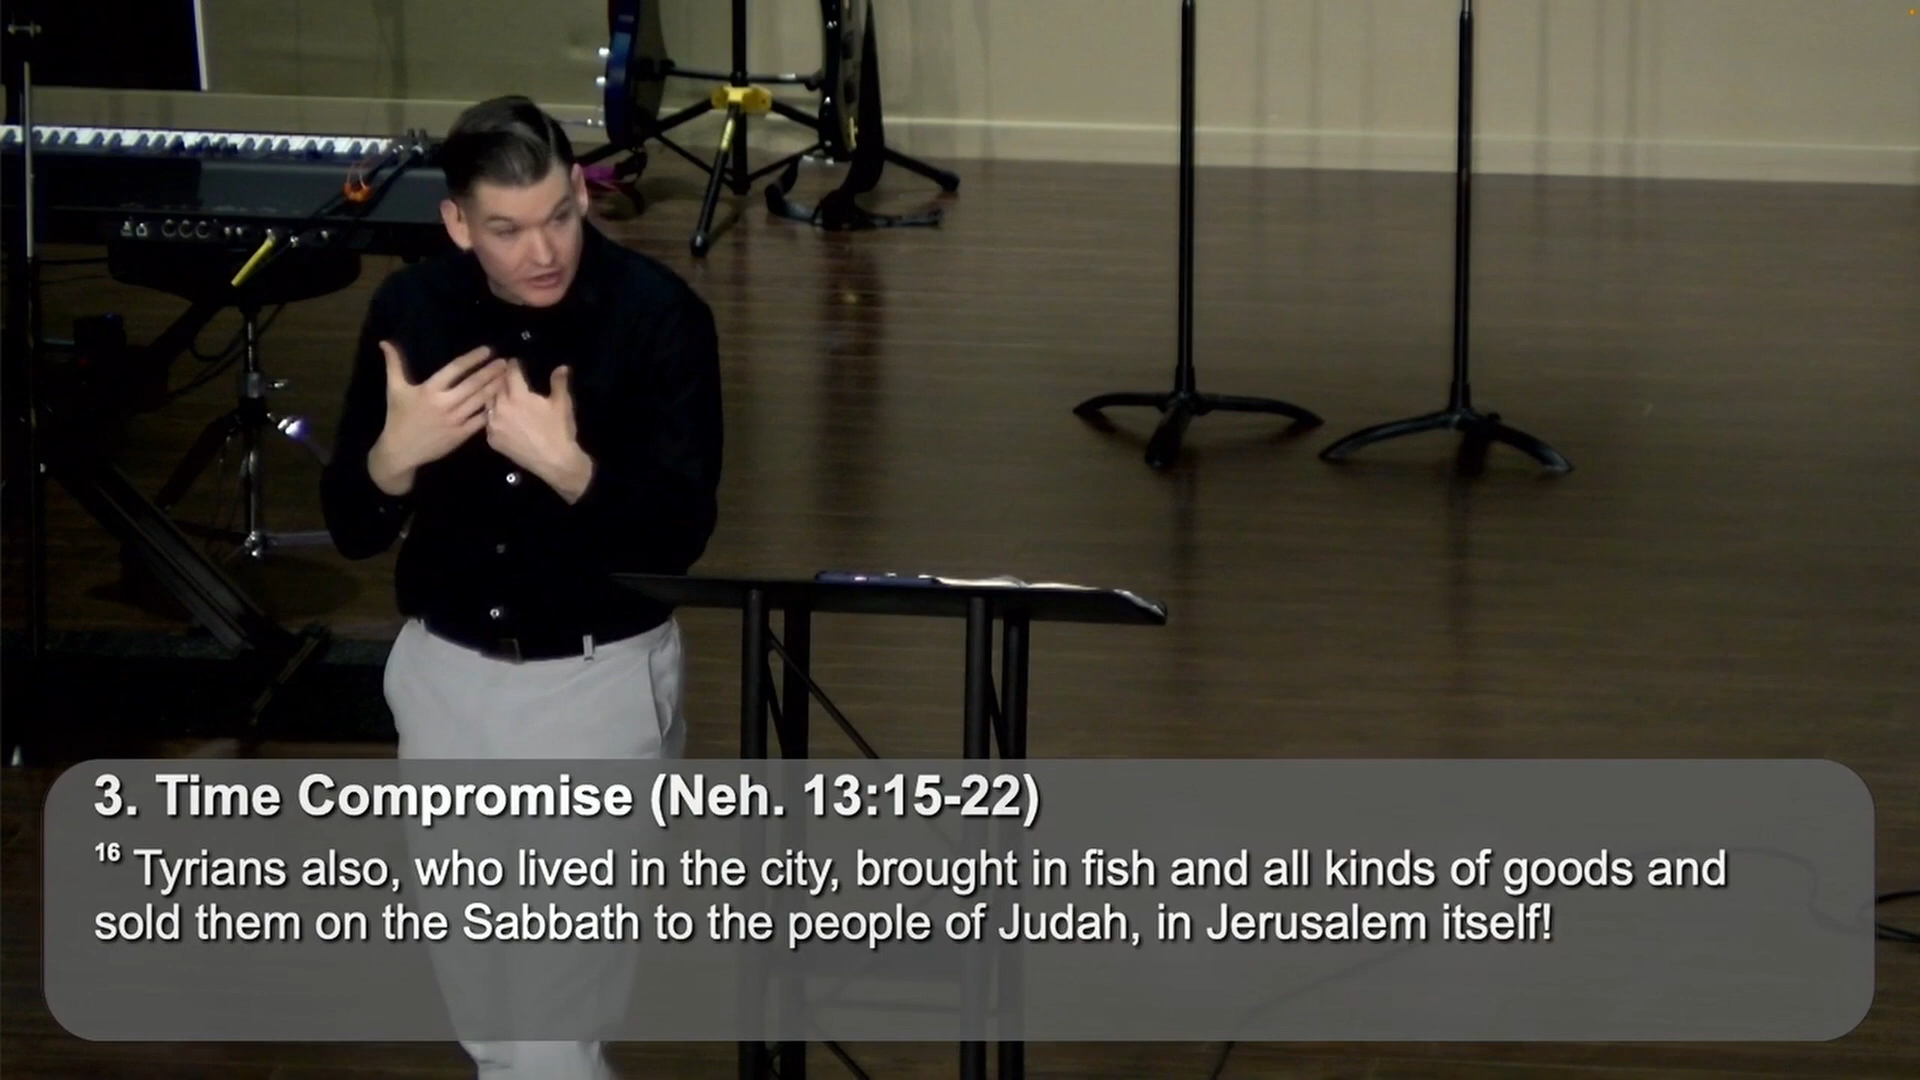 3. Time Compromise (Neh. 13:15-22)
16 Tyrians also, who lived in the city, brought in fish and all kinds of goods and
sold them on the Sabbath to the people of Judah, in Jerusalem itself!